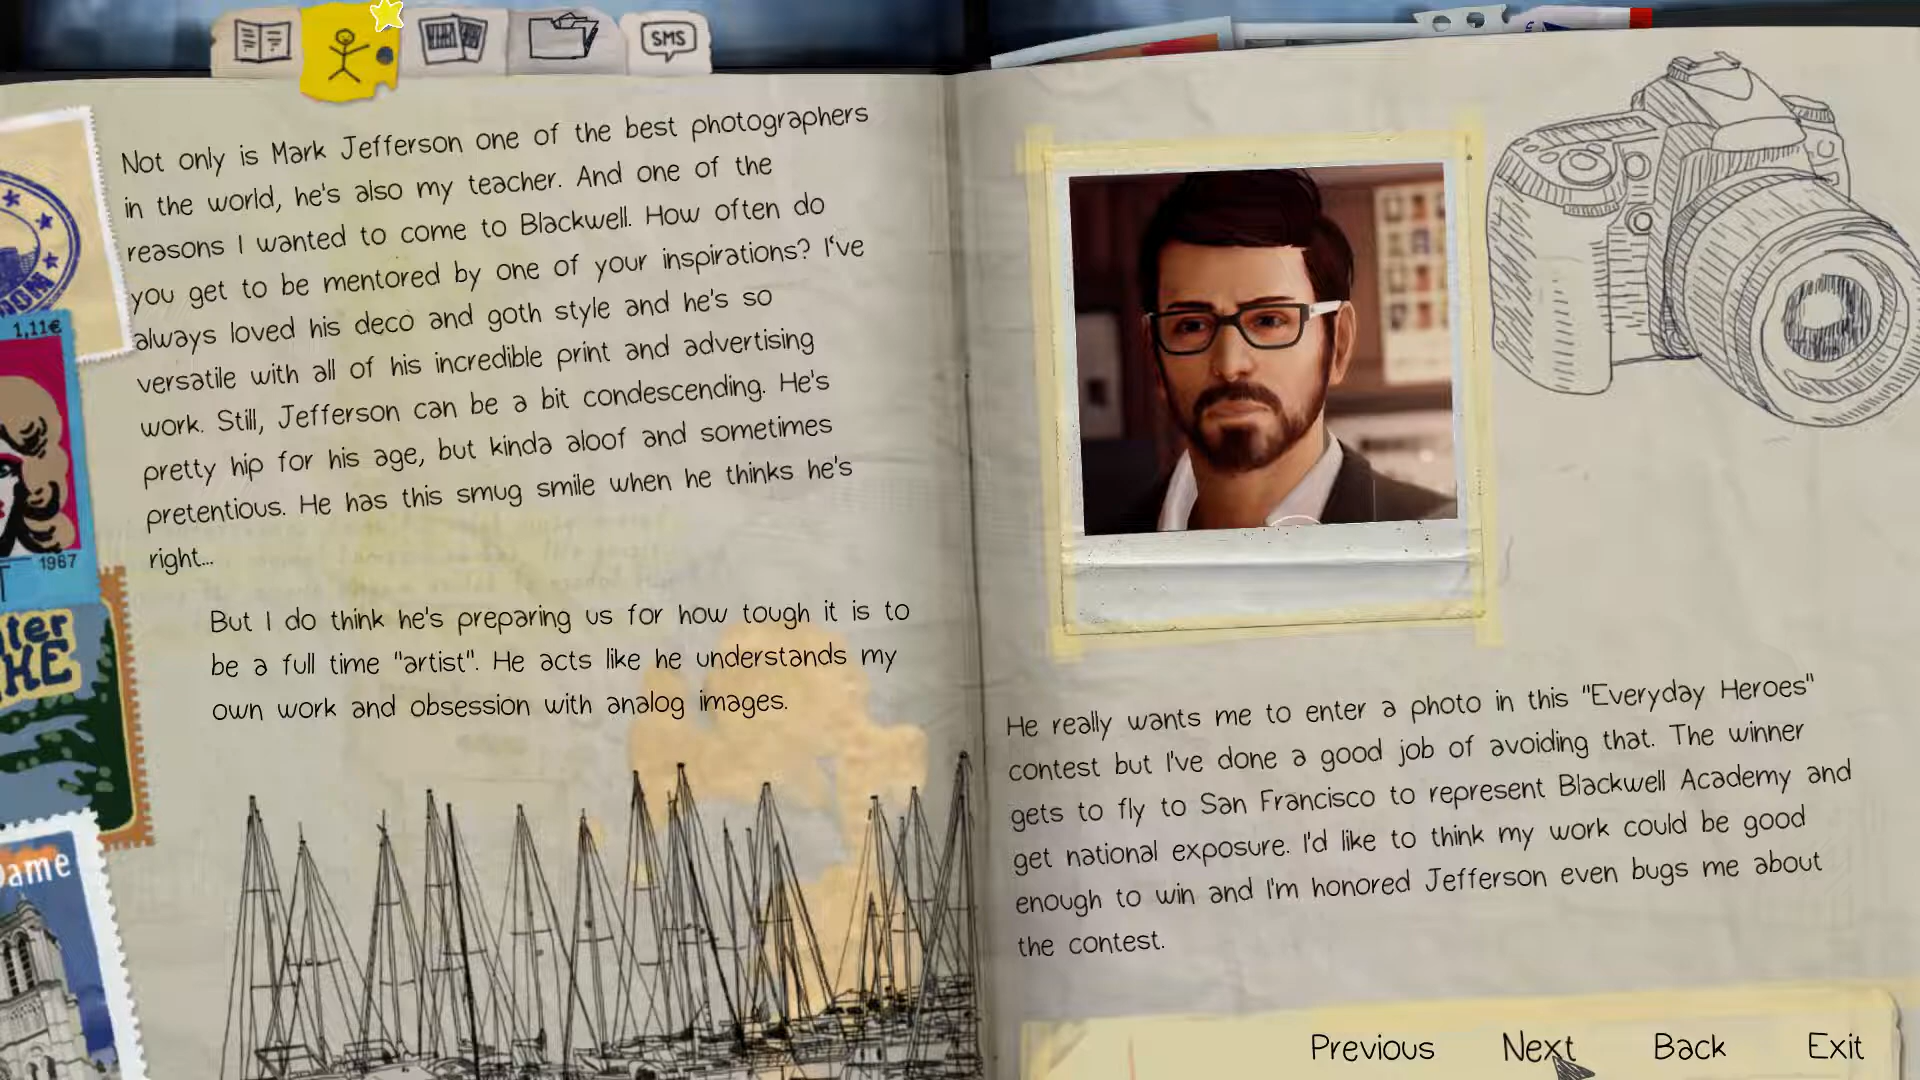 SMS
Not only is Mark Jefferson one of the best photographers
in the world, he's also my teacher. And one of the
reasons I wanted to come to Blackwell. How often do
you get to be mentored by one of your inspirations? I've
always loved his deco and goth style and he's so
versatile with all of his incredible print and advertising
work. Still, Jefferson can be a bit condescending. He's
pretty hip for his age, but kinda aloof and sometimes
pretentious. He has this smug smile when he thinks he's
right...
But I do think he's preparing us for how tough it is to
be a full time "artist". He acts like he understands my
own work and obsession with analog images.
1,11€
1967
Dame
He really wants me to enter a photo in this "Everyday Heroes"
contest but I've done a good job of avoiding that. The winner
gets to fly to San Francisco to represent Blackwell Academy and
get national exposure. I'd like to think my work could be good
enough to win and I'm honored Jefferson even bugs me about
the contest.
Previous Next Back Exit